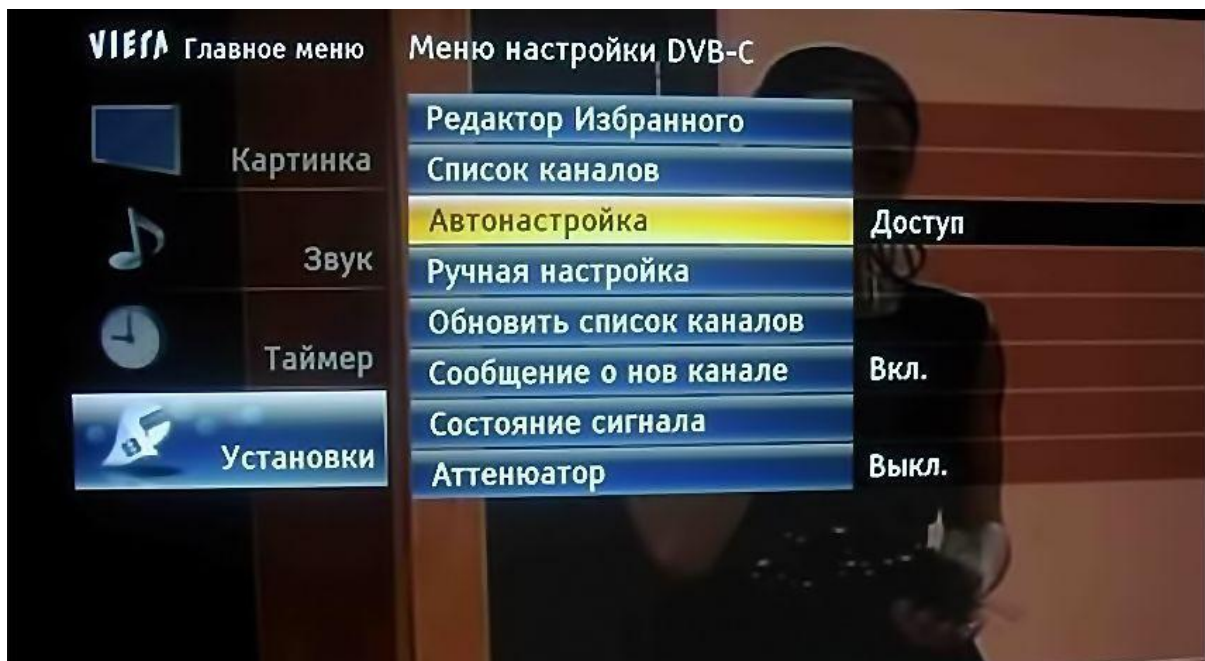 VIERA Главное меню
Меню настройки DVB-C
Картинка
Звук
Таймер
Установки
Редактор Избранного
Список каналов
Автонастройка Доступ
Ручная настройка
Обновить список каналов
Сообщение о нов канале Вкл.
Состояние сигнала
Аттенюатор Выкл.